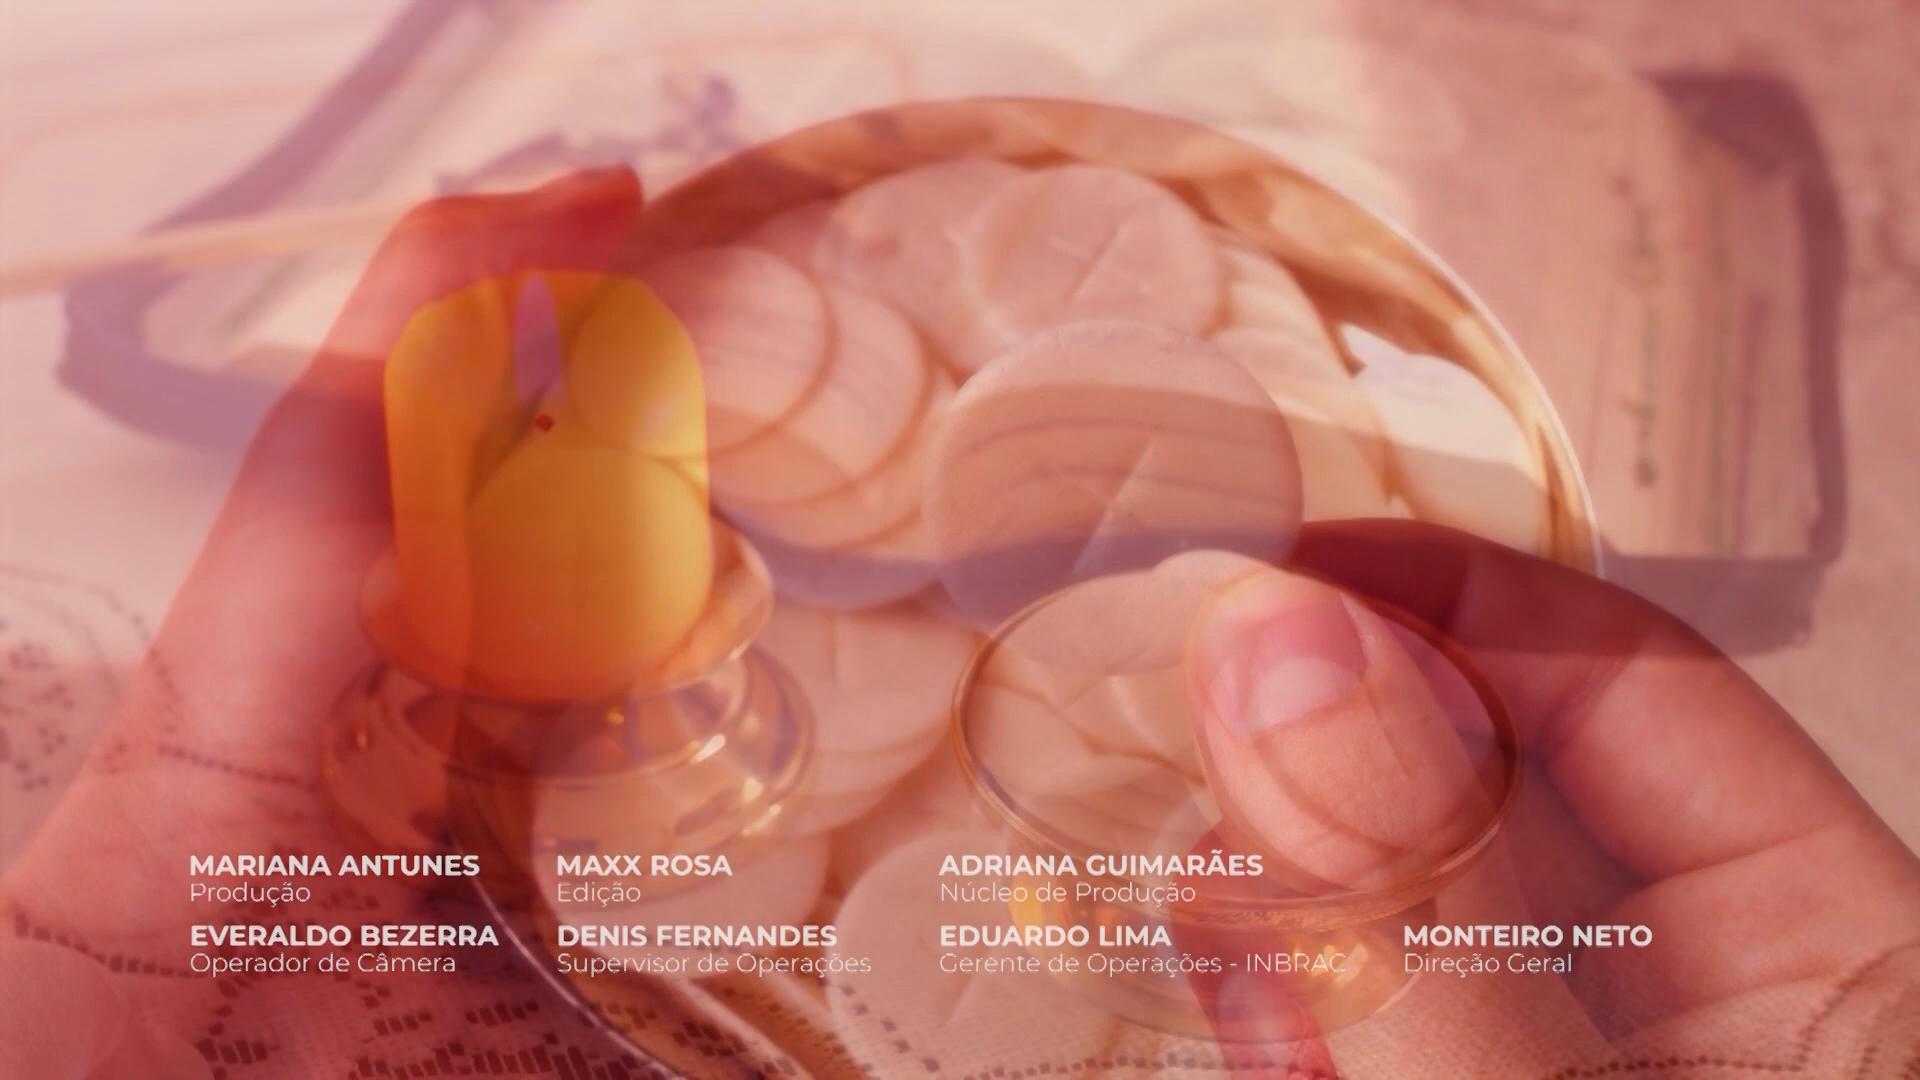 MARIANA ANTUNES
Produção
MAXX ROSA
Edição
ADRIANA GUIMARÃES
Núcleo de Produção
EVERALDO BEZERRA
Operador de Câmera
DENIS FERNANDES
Supervisor de Operações
EDUARDO LIMA
Gerente de Operações - INBRAC
MONTEIRO NETO
Direção Geral